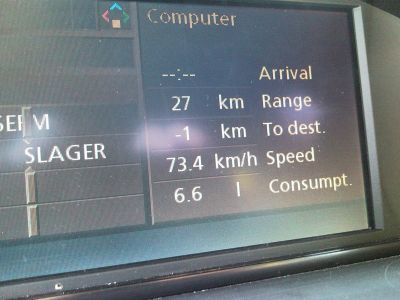 Computer
--:-- Arrival
27 km Range
-1 km To dest.
73.4 km/h Speed
6.6 l Consumpt.
SLAGER